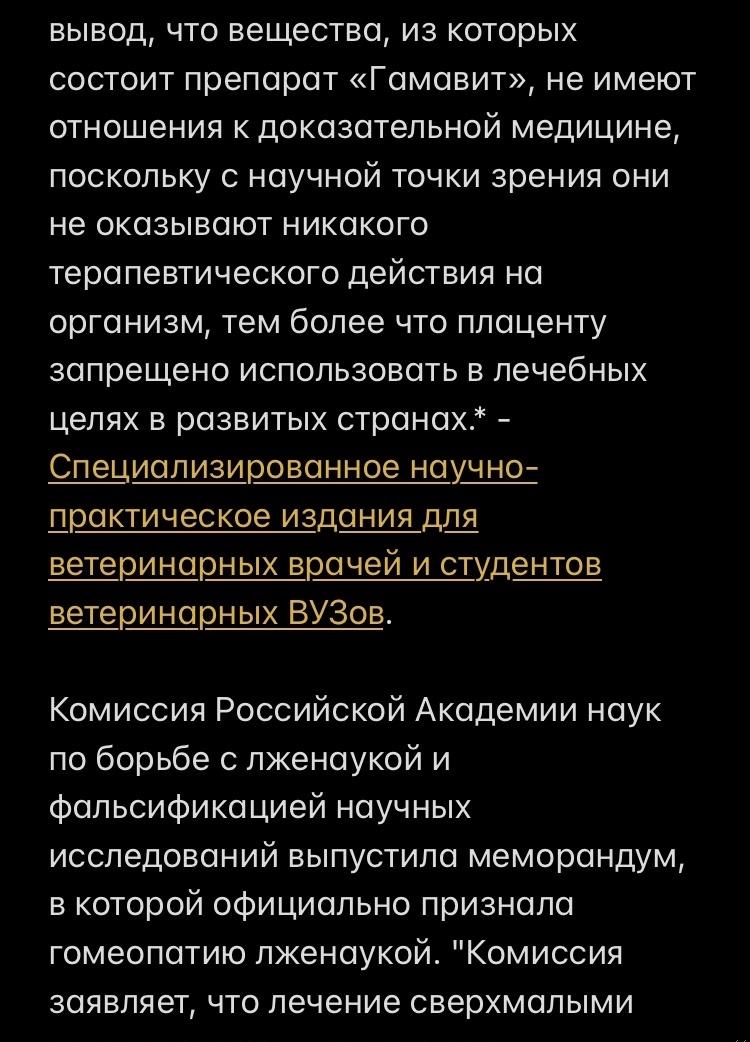 вывод, что вещества, из которых
состоит препарат «Гамавит», не имеют
отношения к доказательной медицине,
поскольку с научной точки зрения они
не оказывают никакого
терапевтического действия на
организм, тем более что плаценту
запрещено использовать в лечебных
целях в развитых странах.* -
Специализированное научно-
практическое издания для
ветеринарных врачей и студентов
ветеринарных ВУЗов.
Комиссия Российской Академии наук
по борьбе с лженаукой и
фальсификацией научных
исследований выпустила меморандум,
в которой официально признала
гомеопатию лженаукой. "Комиссия
заявляет, что лечение сверхмалыми